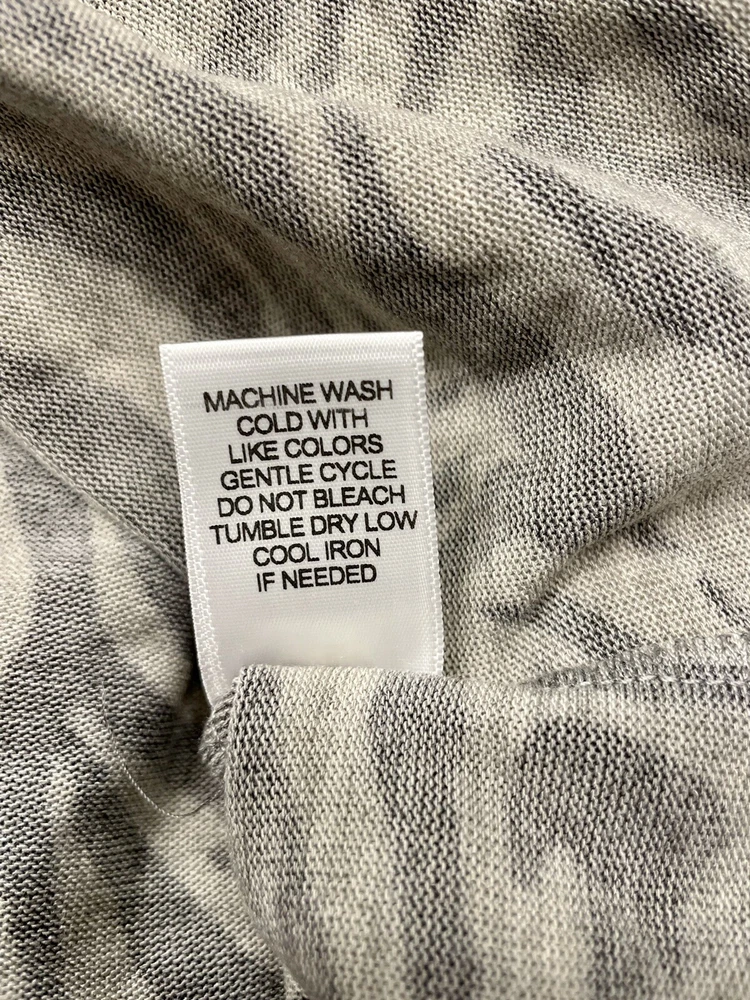 MACHINE WASH
COLD WITH
LIKE COLORS
GENTLE CYCLE
DO NOT BLEACH
TUMBLE DRY LOW
COOL IRON
IF NEEDED